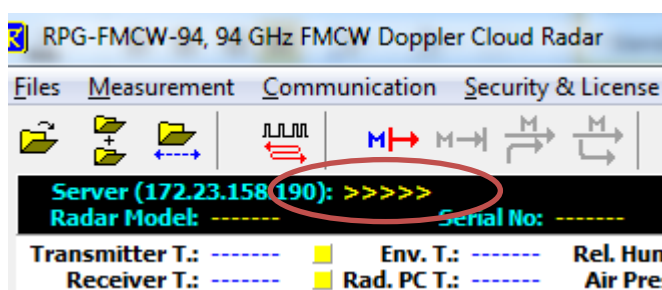 RPG-FMCW-94, 94 GHz FMCW Doppler Cloud Radar
Files Measurement Communication Security & License
M M M M
Server (172.23.158.190): >>>>>
Radar Model: ------- Serial No: -------
Transmitter T.: ------- Env. T.: ------- Rel. Hum
Receiver T.: ------- Rad. PC T.: ------- Air Pre